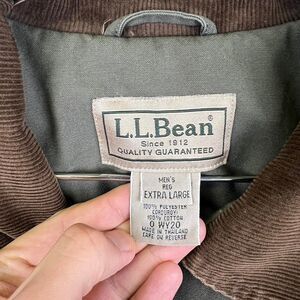 L.L.Bean
Since 1912
QUALITY GUARANTEED
MEN'S
REG
EXTRA LARGE
100% POLYESTER
CORDUROY:
100% COTTON
0 WY20
MADE IN THAILAND
CARE ON REVERSE